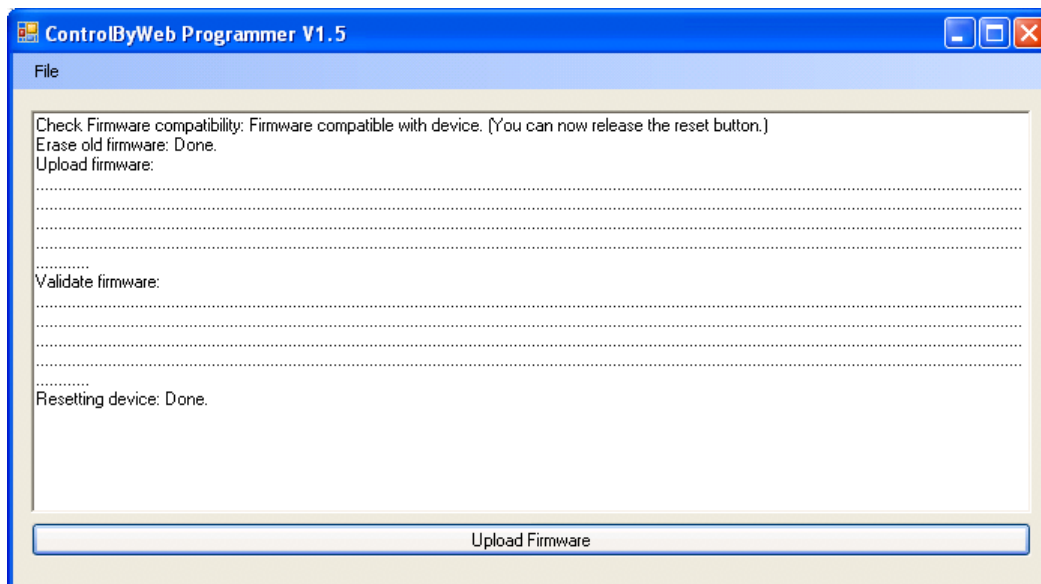 ControlByWeb Programmer V1.5
File
Check Firmware compatibility: Firmware compatible with device. (You can now release the reset button.)
Erase old firmware: Done.
Upload firmware:
....................................................................................................
....................................................................................................
....................................................................................................
....................................................................................................
............
Validate firmware:
....................................................................................................
....................................................................................................
....................................................................................................
....................................................................................................
............
Resetting device: Done.
Upload Firmware